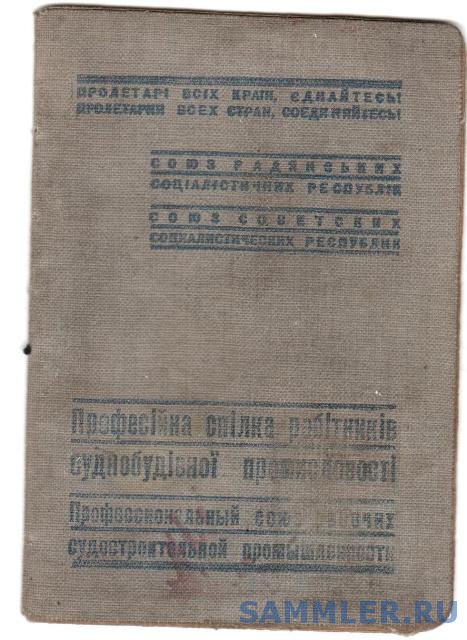 ПРОЛЕТАРІ ВСІХ КРАЇН, ЄДНАЙТЕСЬ!
ПРОЛЕТАРИИ ВСЕХ СТРАН, СОЕДИНЯЙТЕСЬ!
СОЮЗ РАДЯНСЬКИХ
СОЦІАЛІСТИЧНИХ РЕСПУБЛІК
СОЮЗ СОВЕТСКИХ
СОЦИАЛИСТИЧЕСКИХ РЕСПУБЛИК
Професійна спілка рабітників
суднобудівної промисловості
Профессиональный союз рабочих
судостроительной промышленности
SAMMLER.RU